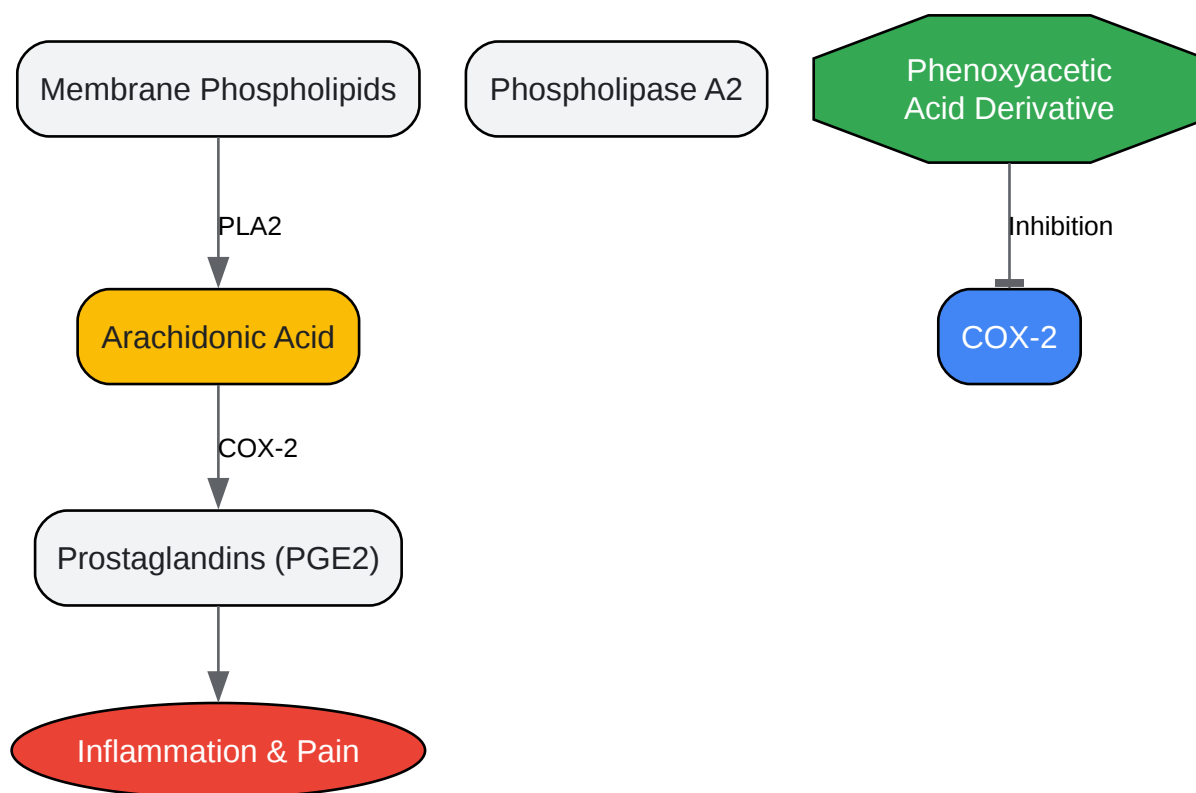 Membrane Phospholipids
Phospholipase A2
Phenoxyacetic
Acid Derivative
PLA2
Inhibition
Arachidonic Acid
COX-2
COX-2
Prostaglandins (PGE2)
Inflammation & Pain